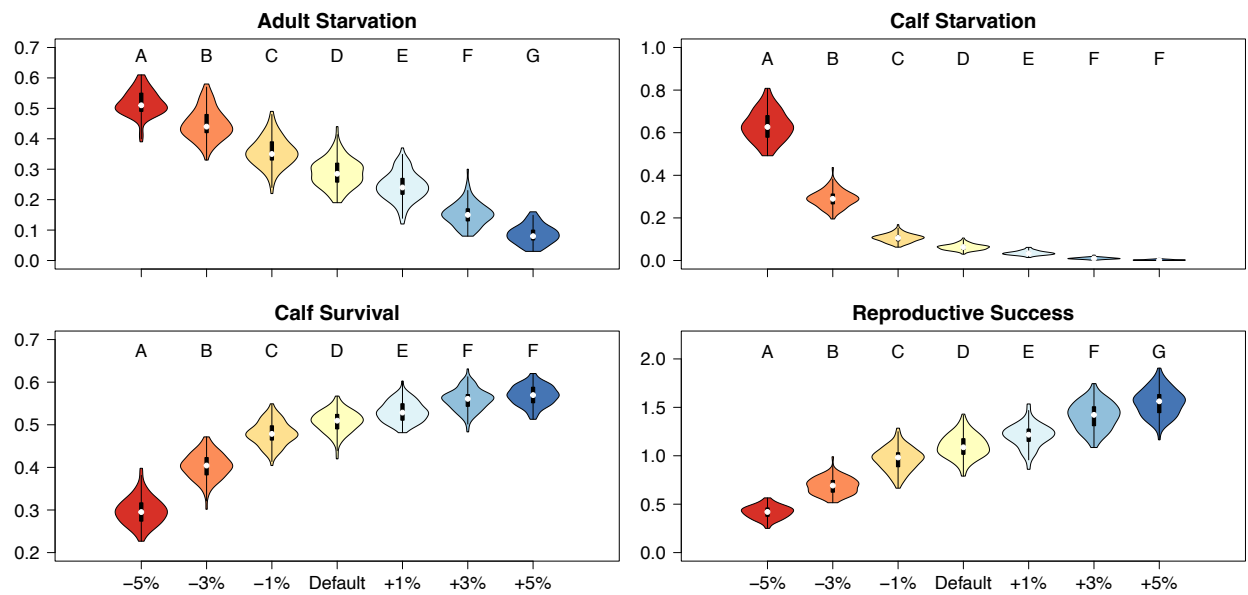 Adult Starvation
0.7
0.6
0.5
0.4
0.3
0.2
0.1
0.0
A B C D E F G
Calf Starvation
1.0
0.8
0.6
0.4
0.2
0.0
A B C D E F F
Calf Survival
0.7
0.6
0.5
0.4
0.3
0.2
A B C D E F F
−5% −3% −1% Default +1% +3% +5%
Reproductive Success
2.0
1.5
1.0
0.5
0.0
A B C D E F G
−5% −3% −1% Default +1% +3% +5%